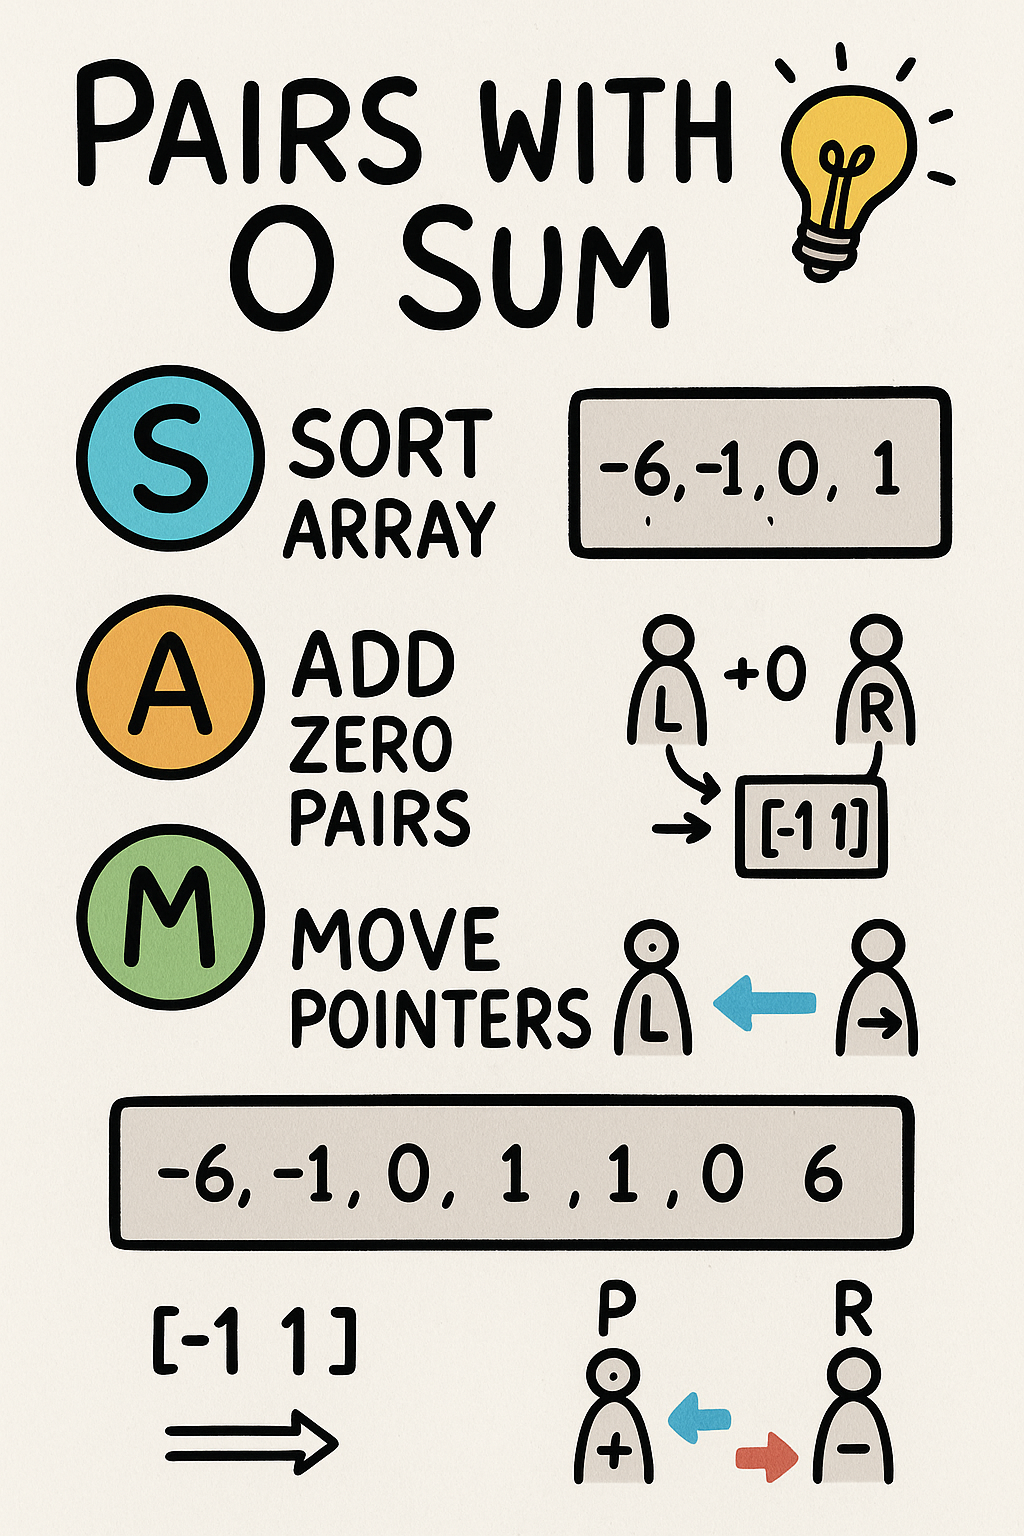 PAIRS WITH
0 SUM
S
SORT
ARRAY
-6,-1,0, 1
A
ADD
ZERO
PAIRS
L +0 R
[-1 1]
M
MOVE
POINTERS
L
-6, -1, 0, 1 , 1, 0 6
[-1 1]
P R
+ -